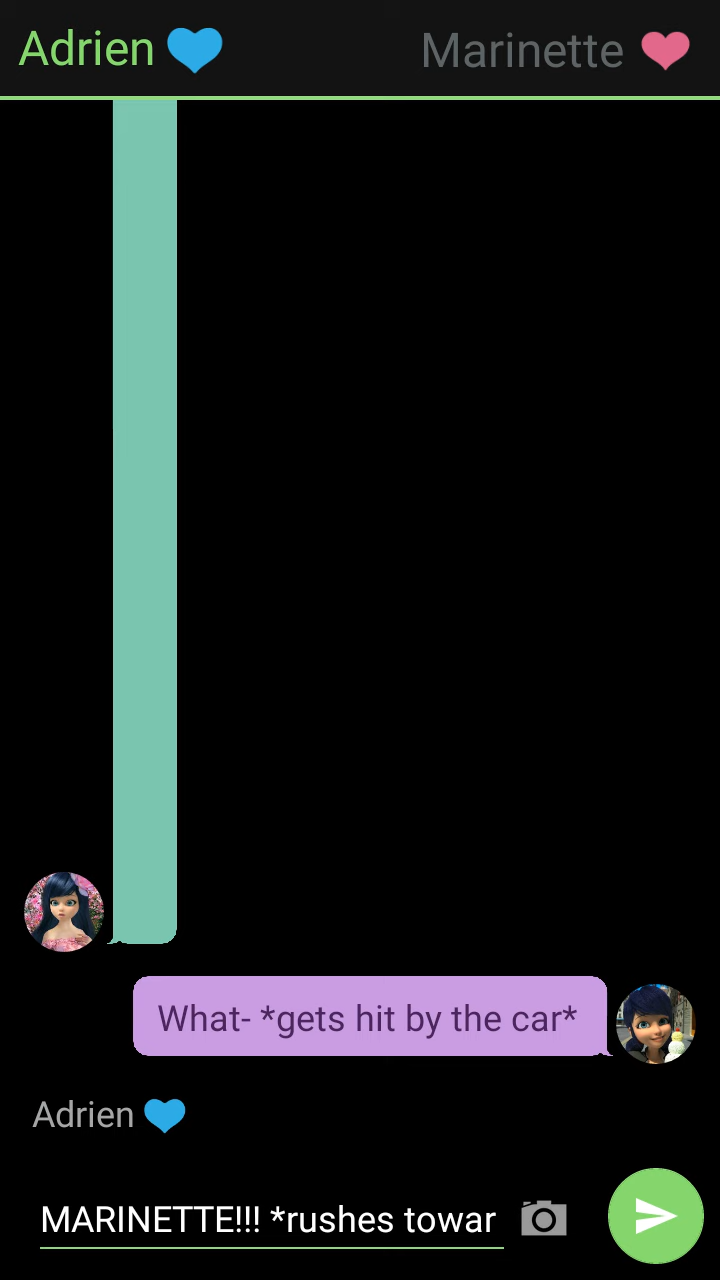 Adrien 💙 Marinette 💗
What- *gets hit by the car*
Adrien 💙
MARINETTE!!! *rushes towar